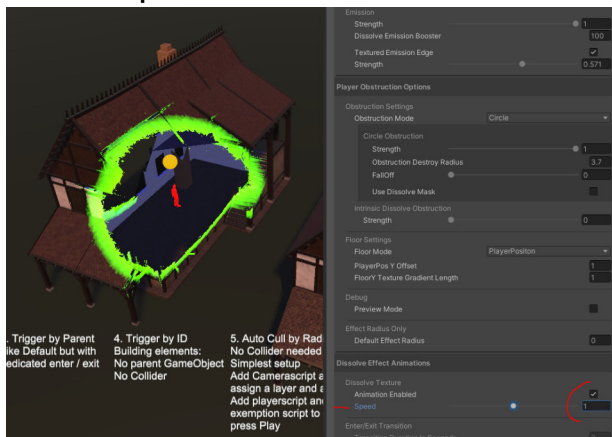 Emission
Strength 1
Dissolve Emission Booster 100
Textured Emission Edge
Strength 0.571
Player Obstruction Options
Obstruction Settings
Obstruction Mode Circle
Circle Obstruction
Strength 1
Obstruction Destroy Radius 3.7
FallOff 0
Use Dissolve Mask
Intrinsic Dissolve Obstruction
Strength 0
Floor Settings
Floor Mode PlayerPositon
PlayerPos Y Offset 1
FloorY Texture Gradient Length 1
Debug
Preview Mode
Effect Radius Only
Default Effect Radius 0
Dissolve Effect Animations
Dissolve Texture
Animation Enabled
Speed 1
Enter/Exit Transition
. Trigger by Parent
ike Default but with
edicated enter / exit
4. Trigger by ID
Building elements:
No parent GameObject
No Collider
5. Auto Cull by Rad
No Collider needed
Simplest setup
Add Camerascript a
assign a layer and a
Add playerscript and
exemption script to
press Play